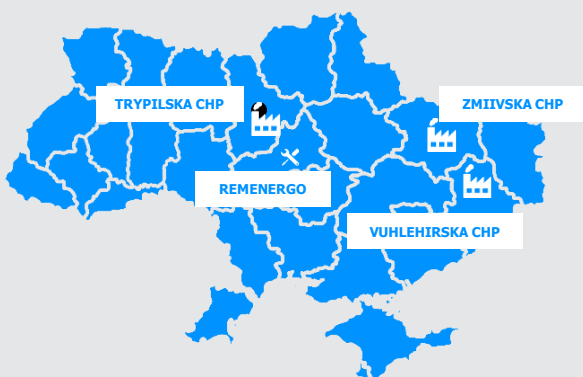 TRYPILSKA CHP
ZMIIVSKA CHP
REMENERGO
VUHLEHIRSKA CHP